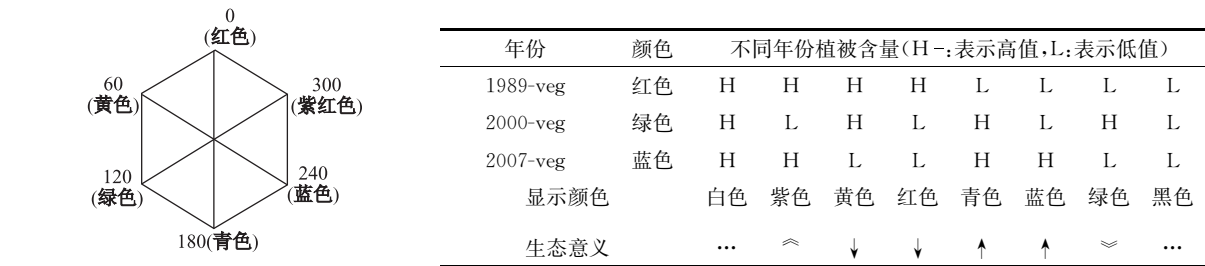 0
(红色)
60
(黄色)
300
(紫红色)
120
(绿色)
240
(蓝色)
180(青色)
年份 颜色 不同年份植被含量(H-:表示高值,L:表示低值)
1989-veg 红色 H H H H L L L L
2000-veg 绿色 H L H L H L H L
2007-veg 蓝色 H H L L H H L L
显示颜色 白色 紫色 黄色 红色 青色 蓝色 绿色 黑色
生态意义 … ︽ ↓ ↓ ↑ ↑ ︾ …